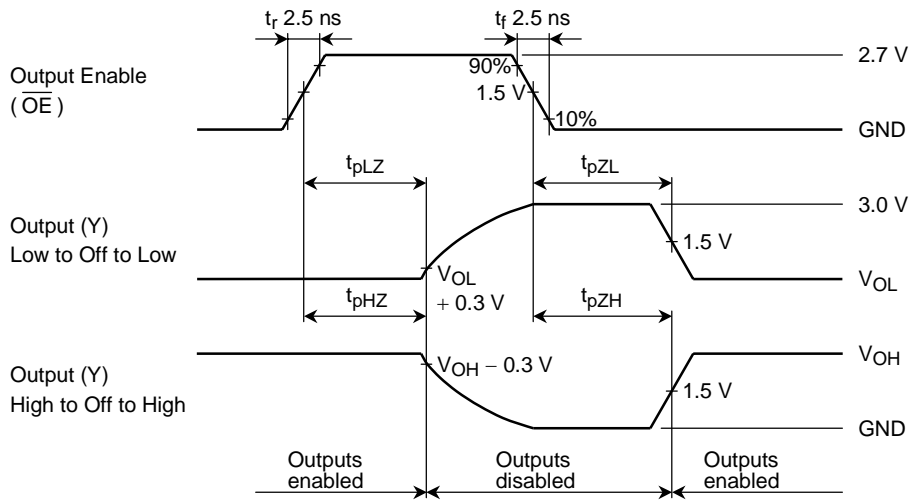 tr 2.5 ns
tf 2.5 ns
2.7 V
90%
Output Enable
( OE )
1.5 V
10%
GND
tpLZ
tpZL
3.0 V
Output (Y)
Low to Off to Low
1.5 V
VOL
+ 0.3 V
VOL
tpHZ
tpZH
VOH − 0.3 V
VOH
Output (Y)
High to Off to High
1.5 V
GND
Outputs
enabled
Outputs
disabled
Outputs
enabled